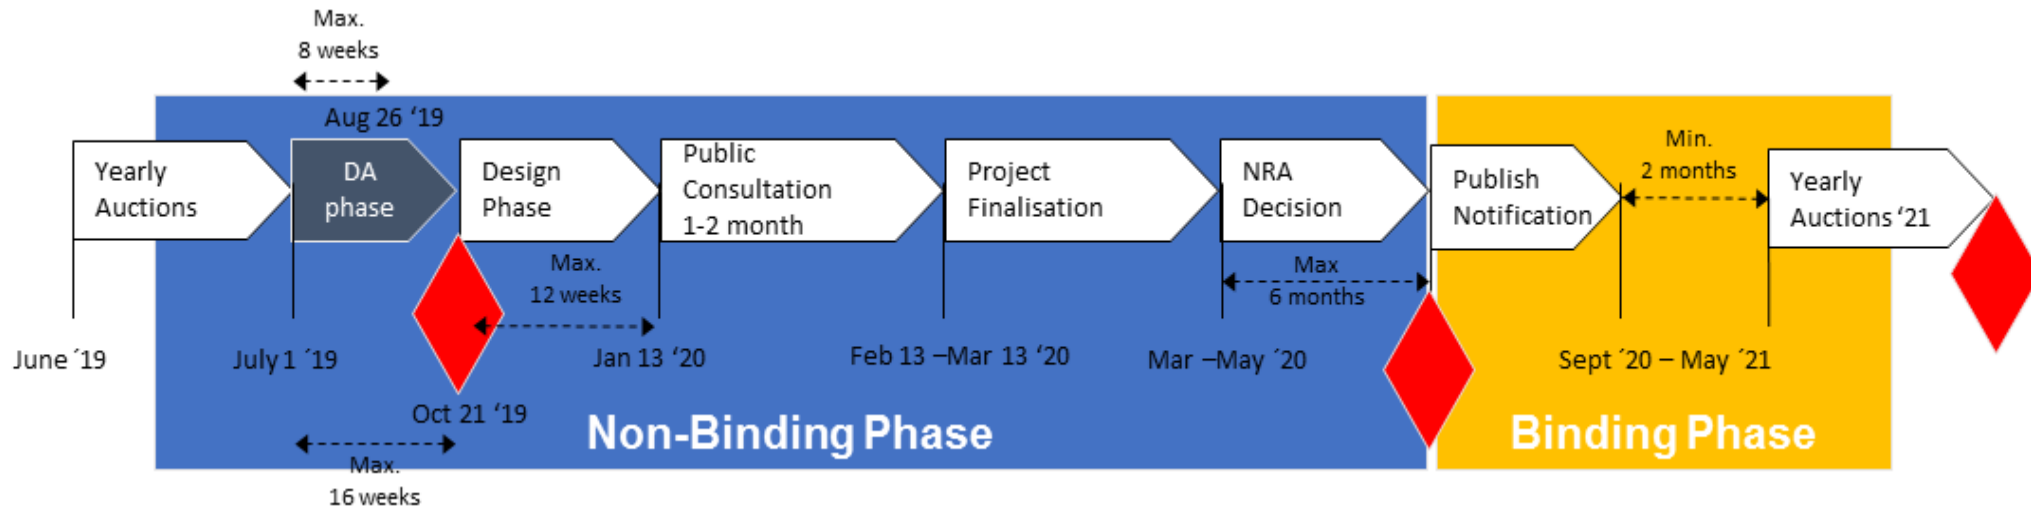 Max.
8 weeks
Aug 26 ‘19
Yearly
Auctions
DA
phase
Design
Phase
Public
Consultation
1-2 month
Project
Finalisation
NRA
Decision
Publish
Notification
Min.
2 months
Yearly
Auctions ‘21
Max.
12 weeks
Max
6 months
June ´19
July 1 ´19
Jan 13 ‘20
Feb 13 –Mar 13 ‘20
Mar –May ´20
Sept ´20 – May ´21
Oct 21 ‘19
Non-Binding Phase
Binding Phase
Max.
16 weeks